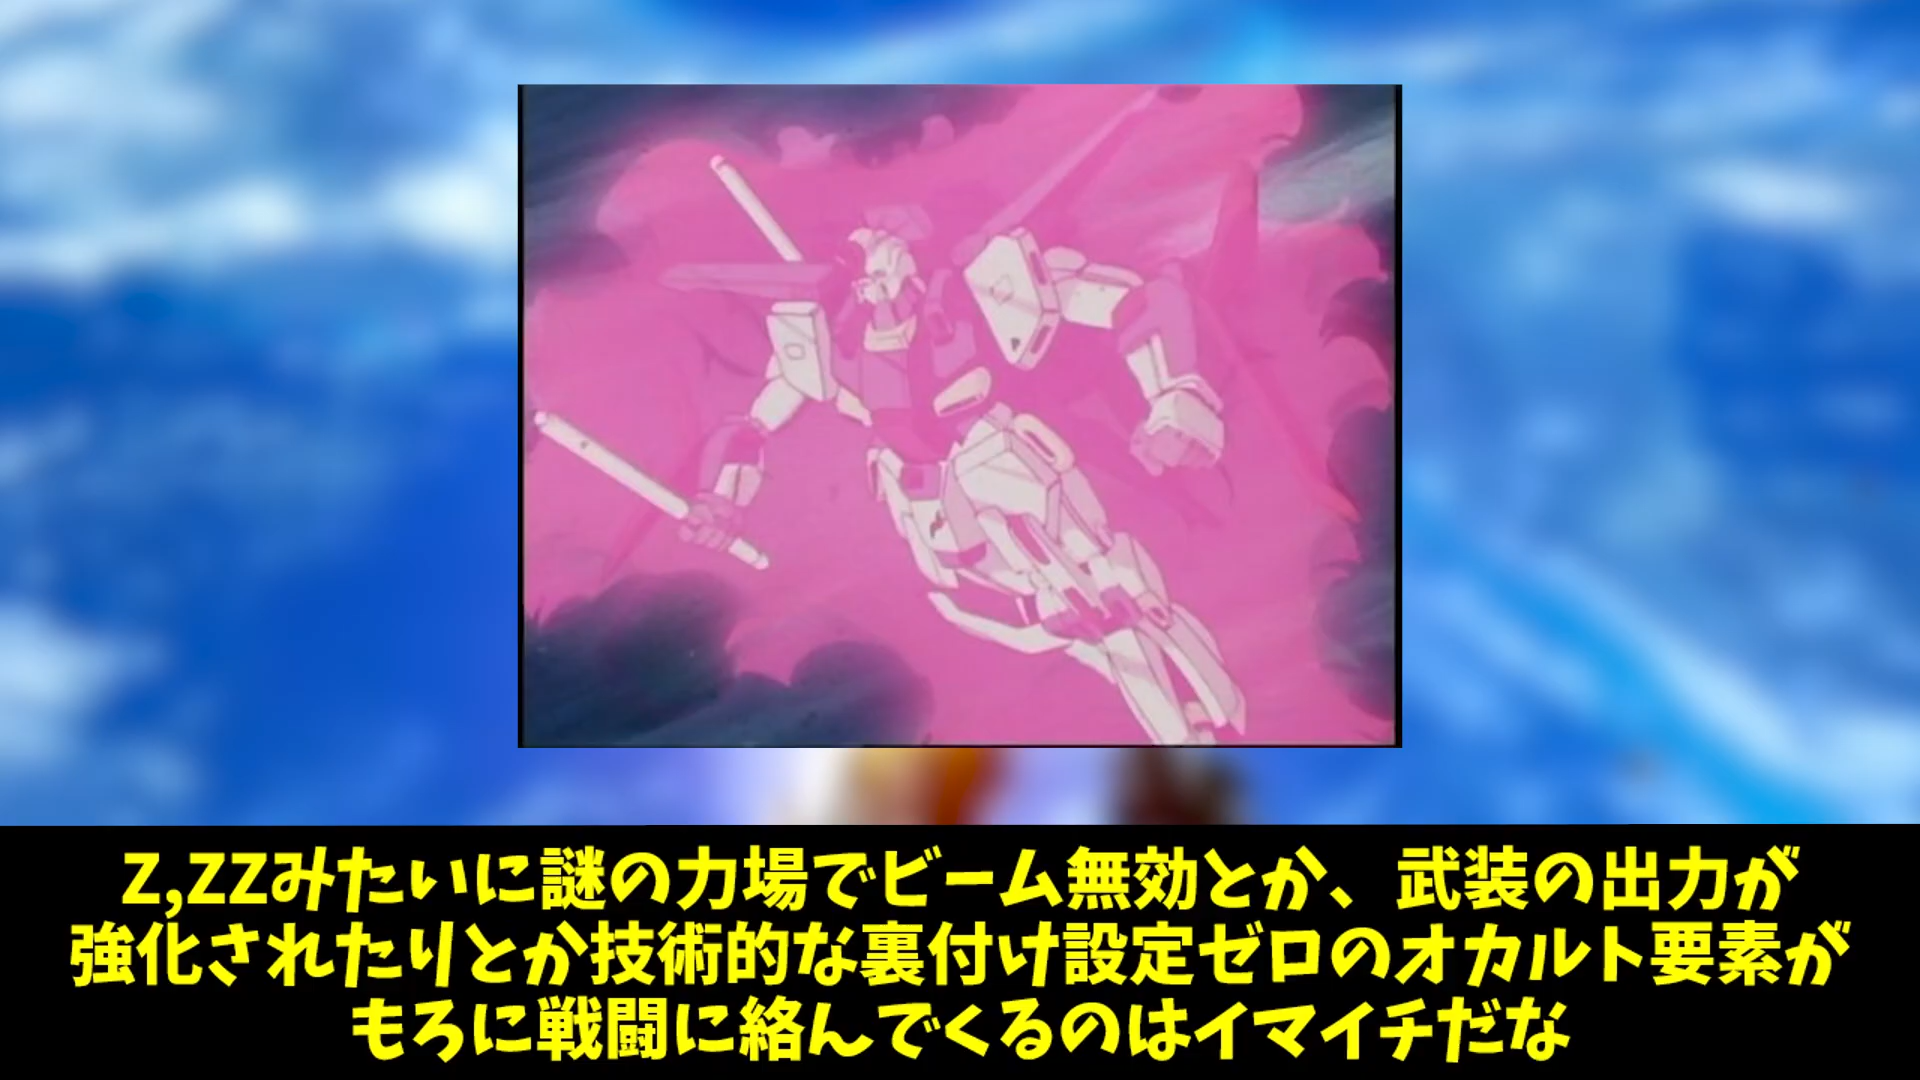 Z,ZZみたいに謎の力場でビーム無効とか、武装の出力が
強化されたりとか技術的な裏付け設定ゼロのオカルト要素が
もろに戦闘に絡んでくるのはイマイチだな